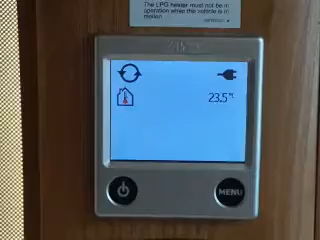 The LPG heater must not be in
operation when the vehicle is in
motion
23.5°C
MENU